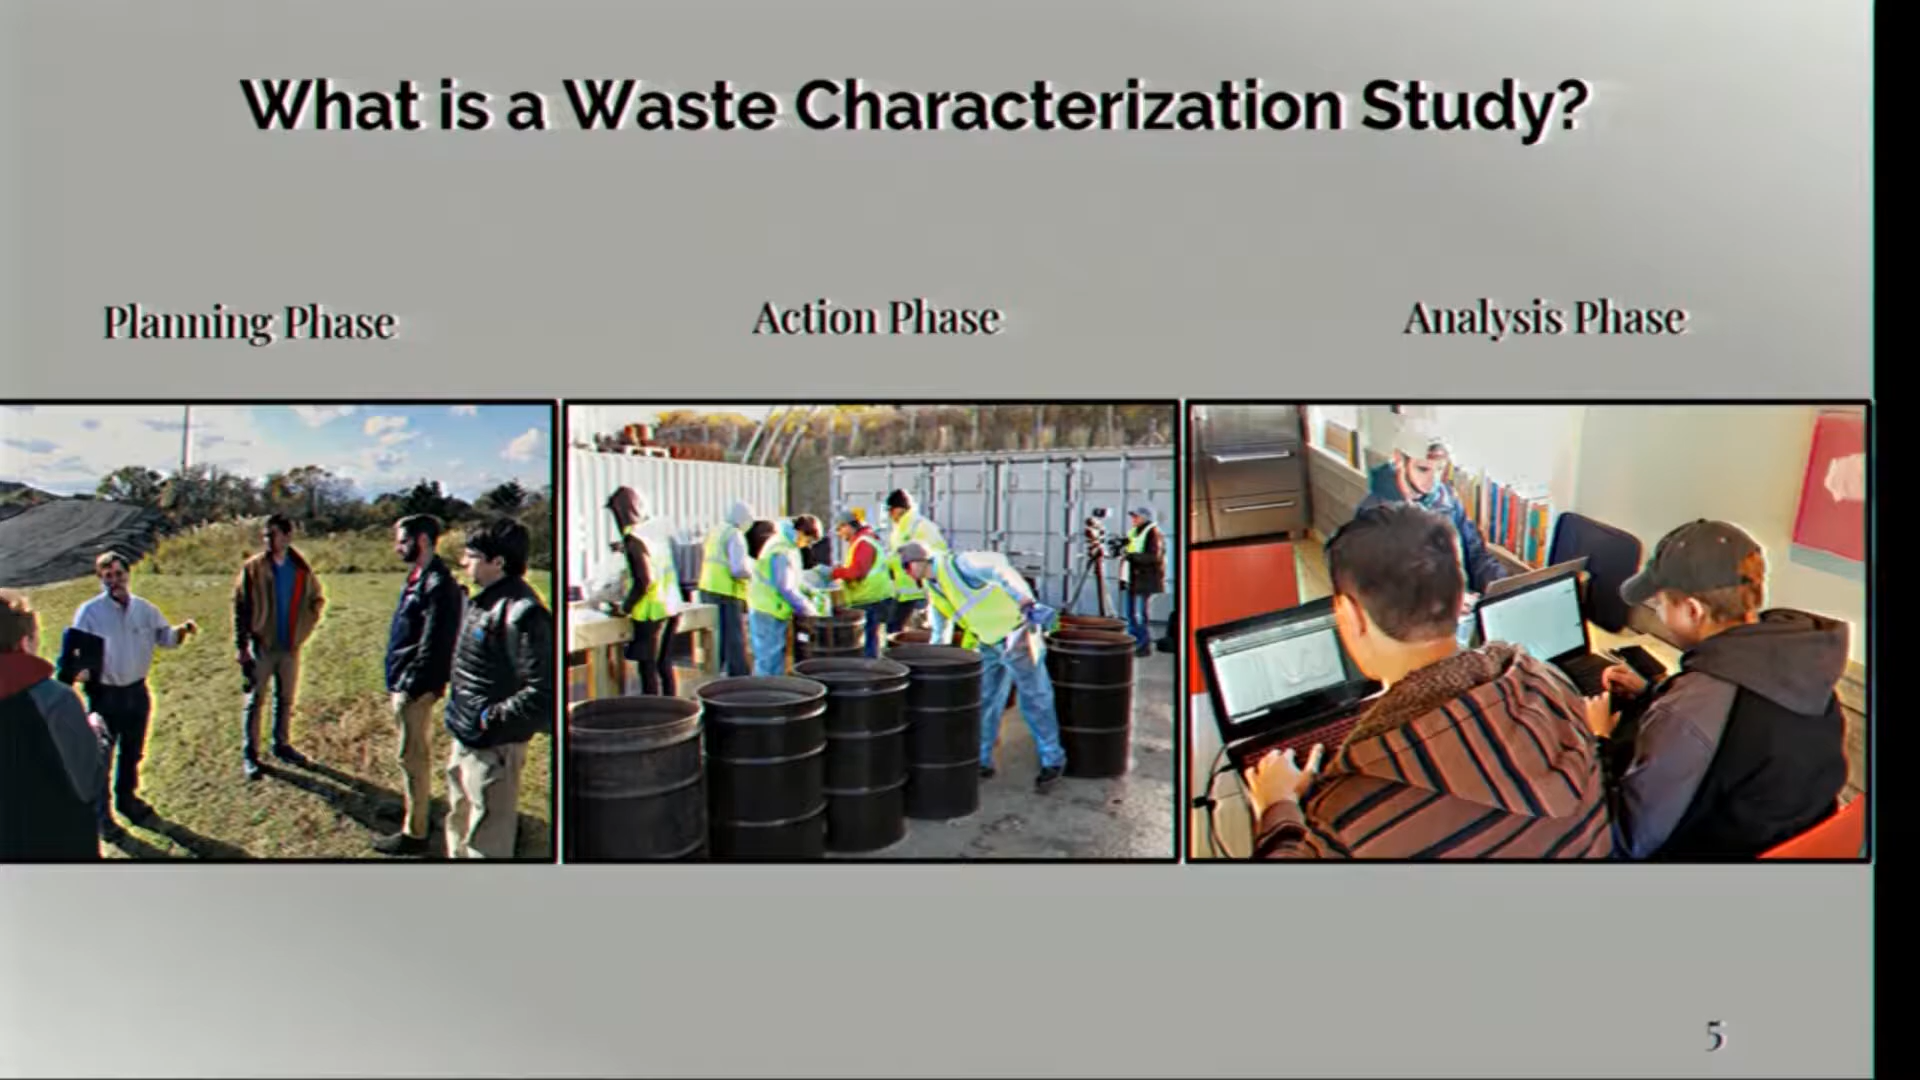 What is a Waste Characterization Study?
Planning Phase
Action Phase
Analysis Phase
5